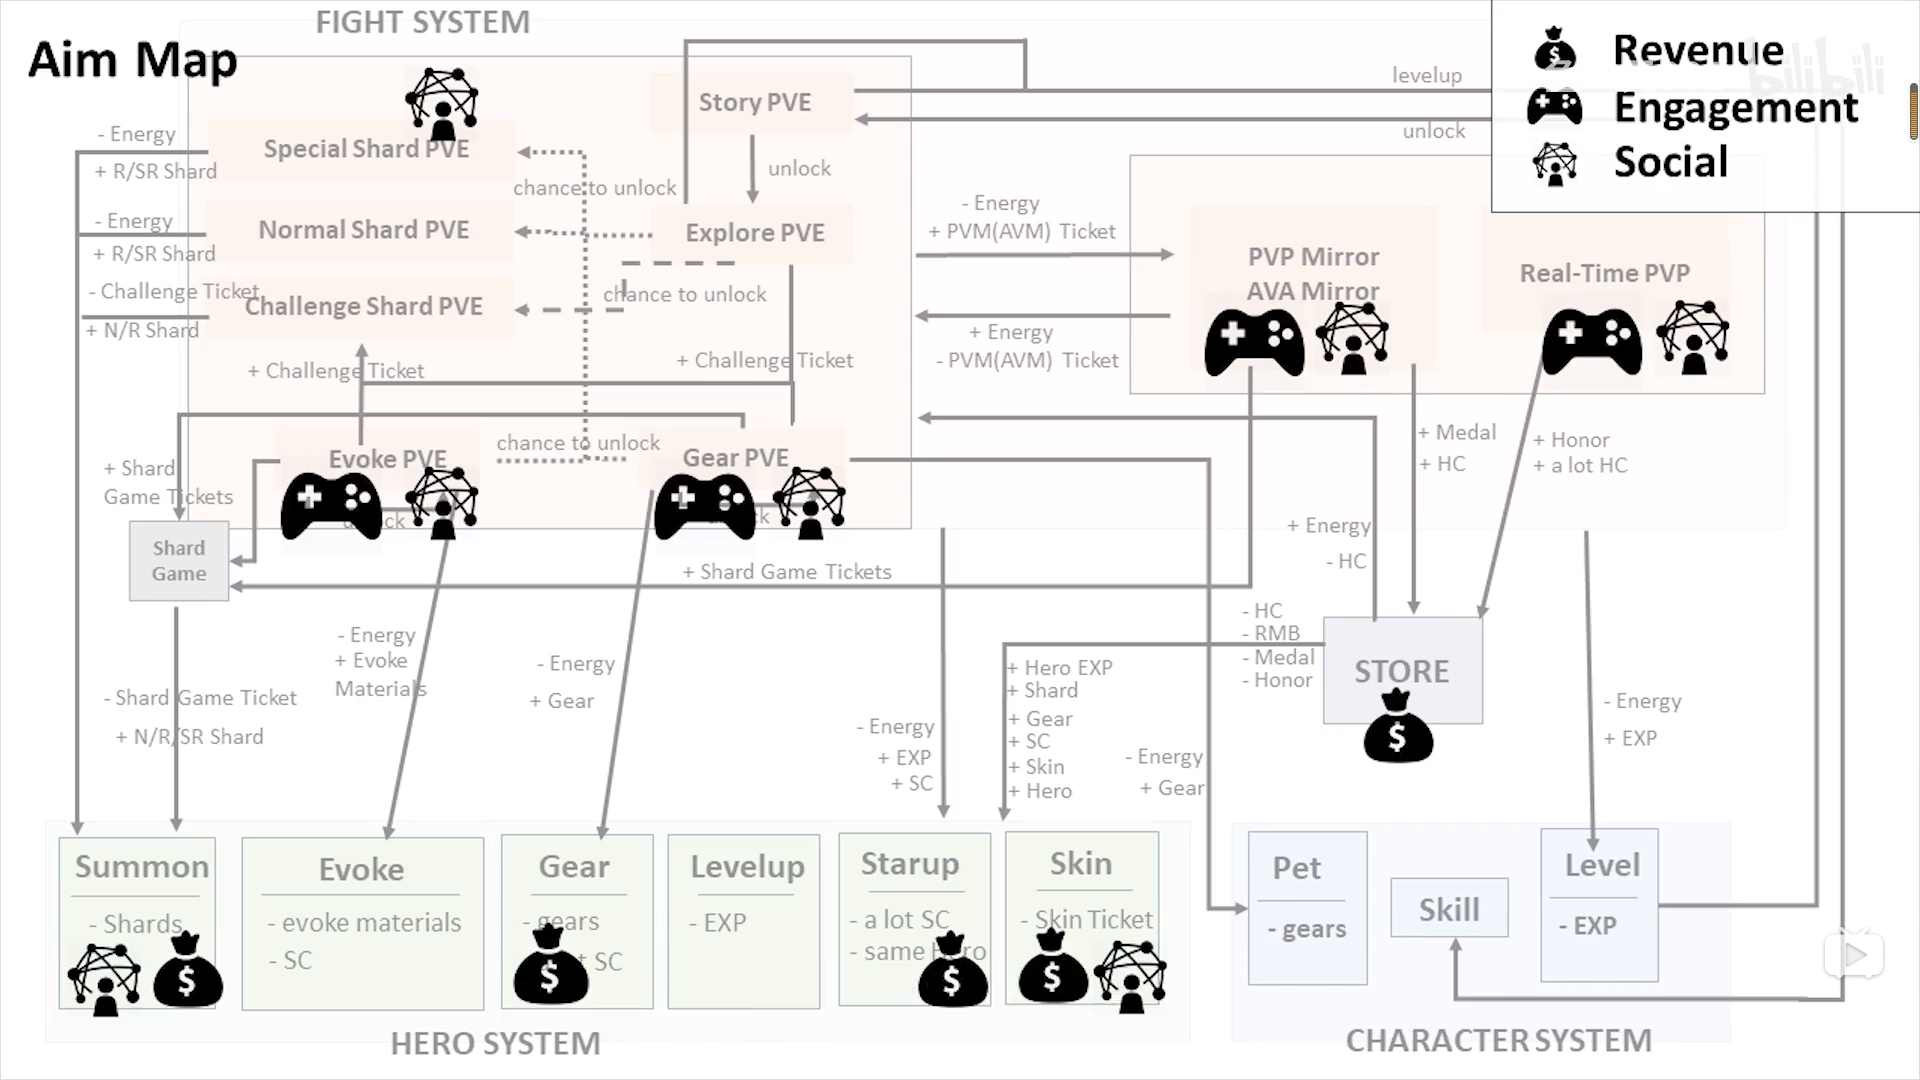 FIGHT SYSTEM
Aim Map
Revenue
Engagement
Social
bilibili
levelup
unlock
Story PVE
- Energy
Special Shard PVE
+ R/SR Shard
unlock
chance to unlock
- Energy
Normal Shard PVE
Explore PVE
+ R/SR Shard
- Energy
+ PVM(AVM) Ticket
PVP Mirror
AVA Mirror
Real-Time PVP
- Challenge Ticket
Challenge Shard PVE
chance to unlock
+ N/R Shard
+ Energy
- PVM(AVM) Ticket
+ Challenge Ticket
+ Challenge Ticket
chance to unlock
Evoke PVE
Gear PVE
+ Medal
+ HC
+ Honor
+ a lot HC
+ Shard
Game Tickets
+ Energy
- HC
Shard
Game
+ Shard Game Tickets
- HC
- RMB
- Medal
- Honor
STORE
- Energy
+ Evoke
Materials
- Energy
+ Gear
+ Hero EXP
+ Shard
+ Gear
+ SC
+ Skin
+ Hero
- Shard Game Ticket
+ N/R/SR Shard
- Energy
+ EXP
+ SC
- Energy
+ Gear
- Energy
+ EXP
Summon
- Shards
Evoke
- evoke materials
- SC
Gear
- gears
SC
Levelup
- EXP
Starup
- a lot SC
- same Hero
Skin
- Skin Ticket
Pet
- gears
Skill
Level
- EXP
HERO SYSTEM
CHARACTER SYSTEM